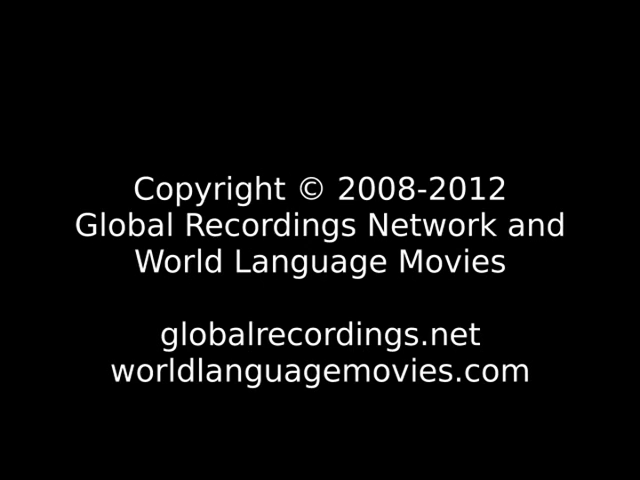 Copyright © 2008-2012
Global Recordings Network and
World Language Movies
globalrecordings.net
worldlanguagemovies.com